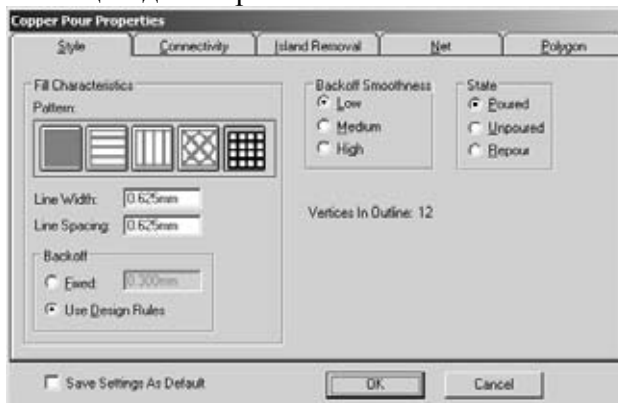 Copper Pour Properties
Style Connectivity Island Removal Net Polygon
Fill Characteristics
Pattern:
Line Width: 0.625mm
Line Spacing: 0.625mm
Backoff
Fixed: 0.300mm
Use Design Rules
Backoff Smoothness
Low
Medium
High
State
Poured
Unpoured
Repour
Vertices In Outline: 12
Save Settings As Default
OK Cancel